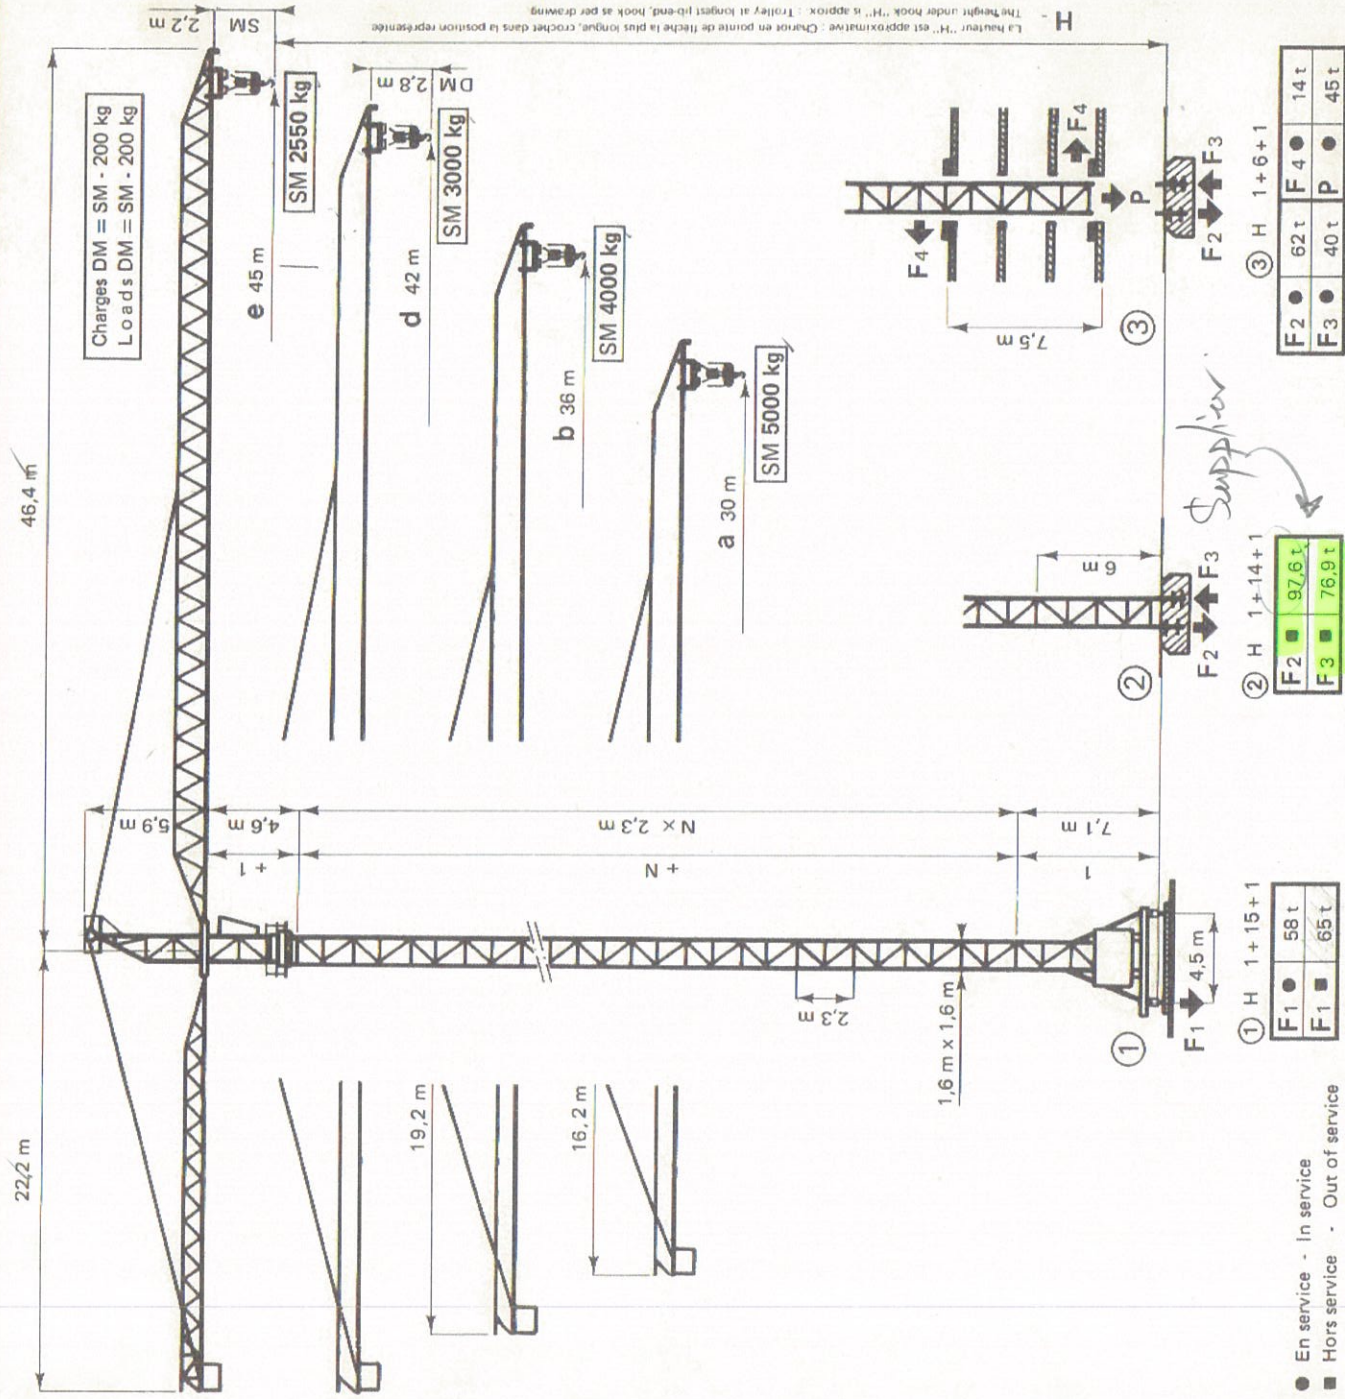 46,4 m
22,2 m
2,2 m
SM
Charges DM = SM - 200 kg
Loads DM = SM - 200 kg
e 45 m
SM 2550 kg
DM 2,8 m
d 42 m
SM 3000 kg
b 36 m
SM 4000 kg
a 30 m
SM 5000 kg
5,9 m
4,6 m
+ 1
N × 2,3 m
+ N
7,1 m
1
19,2 m
16,2 m
2,3 m
1,6 m x 1,6 m
4,5 m
La hauteur "H" est approximative : Chariot en pointe de flèche la plus longue, crochet dans la position représentée
The height under hook "H" is approx : Trolley at longest jib-end, hook as per drawing
H
①
F1
① H 1+15+1
F1 ● 58 t
F1 ■ 65 t
②
6 m
F2 F3
② H 1+14+1
F2 ■ 97,6 t
F3 ■ 76,9 t
Supplier
③
7,5 m
F4
F4
P
F2 F3
③ H 1+6+1
F2 ● 62 t F4 ● 14 t
F3 ● 40 t P ● 45 t
● En service - In service
■ Hors service - Out of service